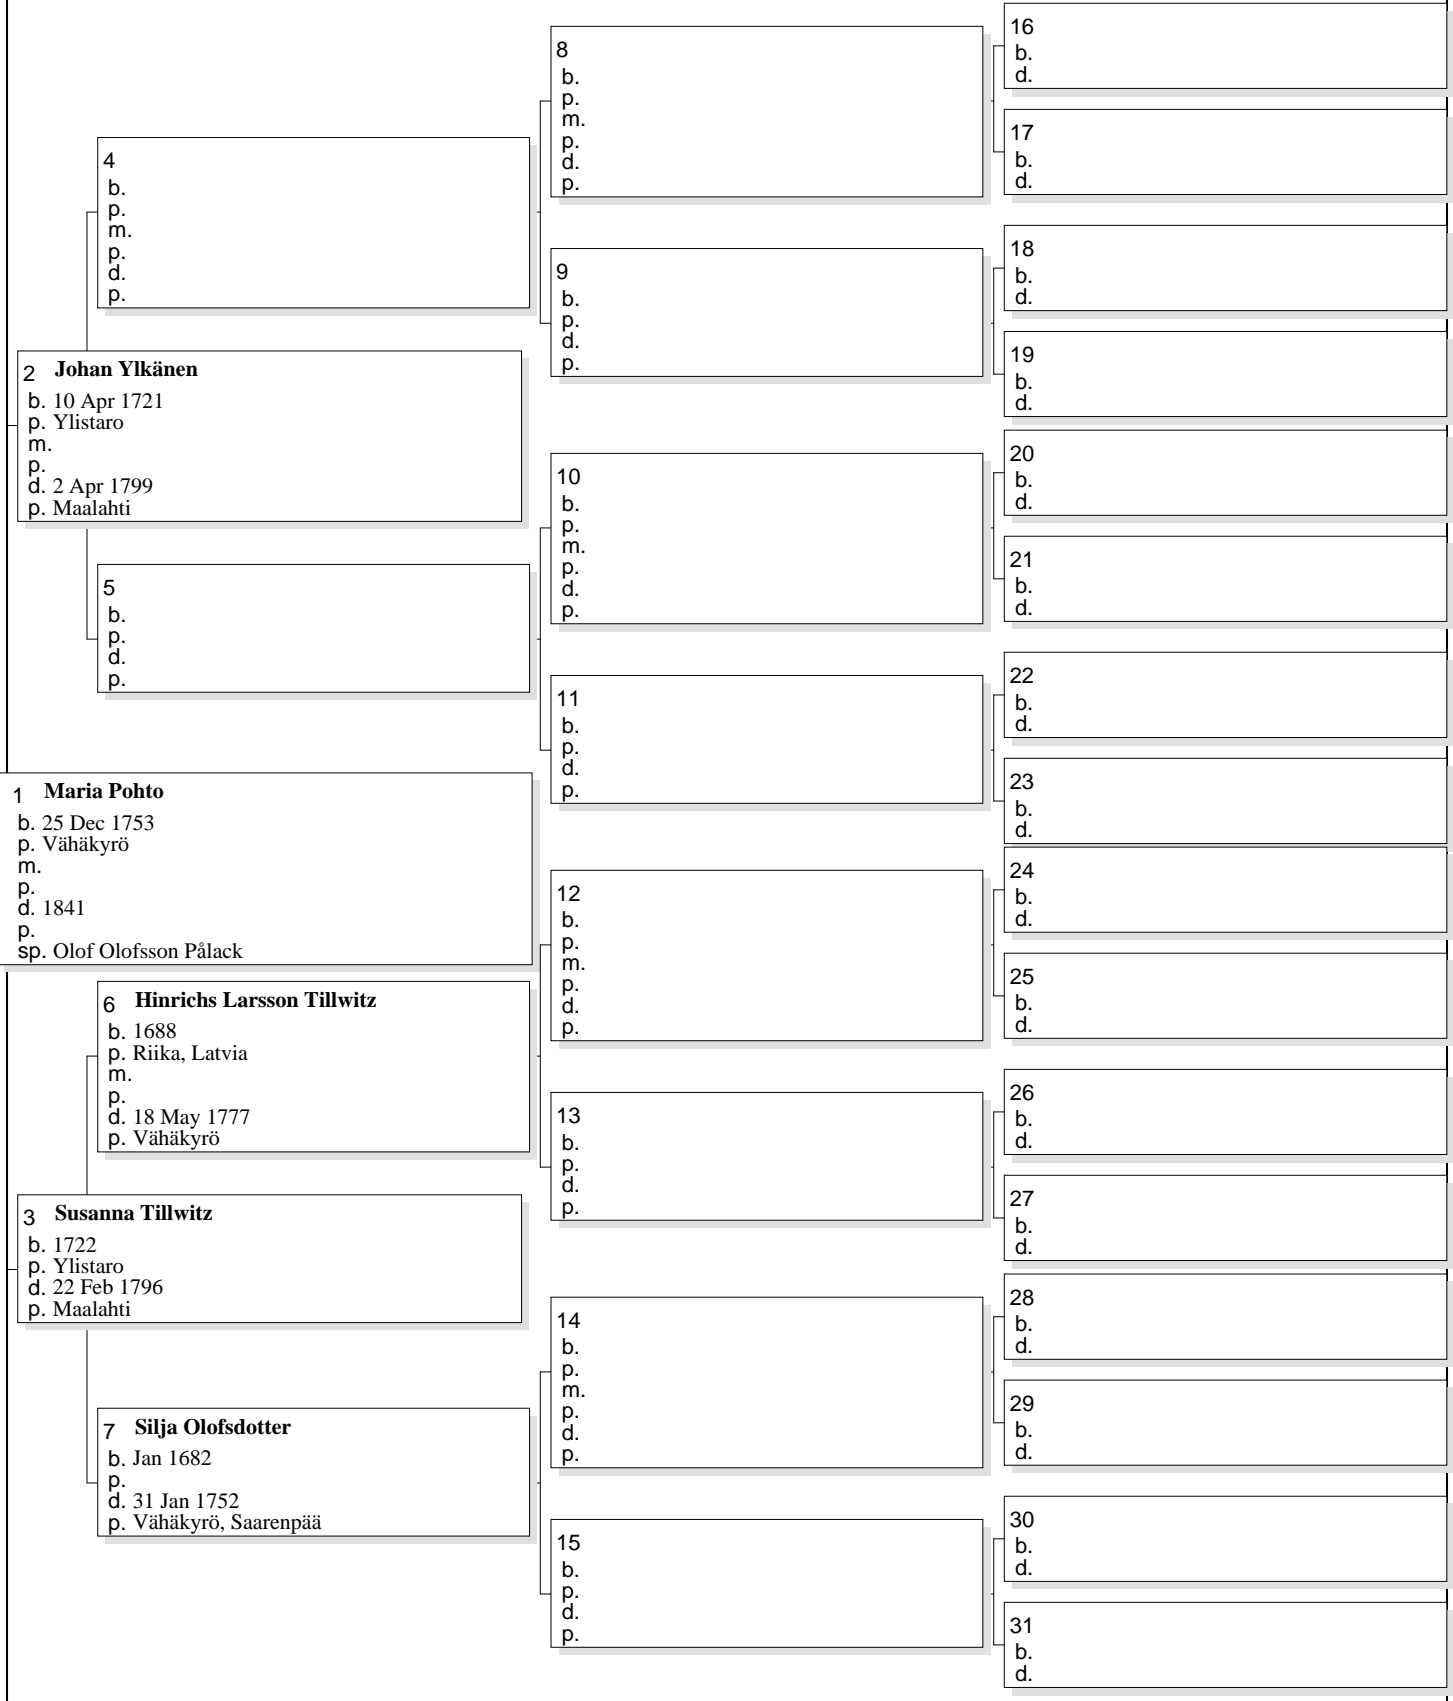 16
b.
d.
8
b.
p.
m.
p.
d.
p.
17
b.
d.
4
b.
p.
m.
p.
d.
p.
18
b.
d.
9
b.
p.
d.
p.
19
b.
d.
2 Johan Ylkänen
b. 10 Apr 1721
p. Ylistaro
m.
p.
d. 2 Apr 1799
p. Maalahti
20
b.
d.
10
b.
p.
m.
p.
d.
p.
21
b.
d.
5
b.
p.
d.
p.
22
b.
d.
11
b.
p.
d.
p.
23
b.
d.
1 Maria Pohto
b. 25 Dec 1753
p. Vähäkyrö
m.
p.
d. 1841
p.
sp. Olof Olofsson Pålack
24
b.
d.
12
b.
p.
m.
p.
d.
p.
25
b.
d.
6 Hinrichs Larsson Tillwitz
b. 1688
p. Riika, Latvia
m.
p.
d. 18 May 1777
p. Vähäkyrö
26
b.
d.
13
b.
p.
d.
p.
27
b.
d.
3 Susanna Tillwitz
b. 1722
p. Ylistaro
d. 22 Feb 1796
p. Maalahti
28
b.
d.
14
b.
p.
m.
p.
d.
p.
29
b.
d.
7 Silja Olofsdotter
b. Jan 1682
p.
d. 31 Jan 1752
p. Vähäkyrö, Saarenpää
30
b.
d.
15
b.
p.
d.
p.
31
b.
d.